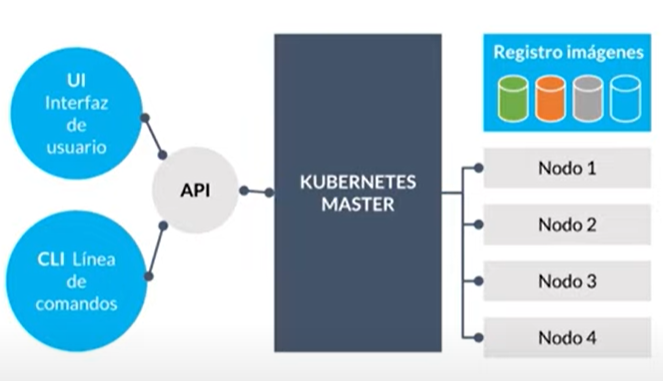 UI
Interfaz
de
usuario
CLI Línea
de
comandos
API
KUBERNETES
MASTER
Registro imágenes
Nodo 1
Nodo 2
Nodo 3
Nodo 4